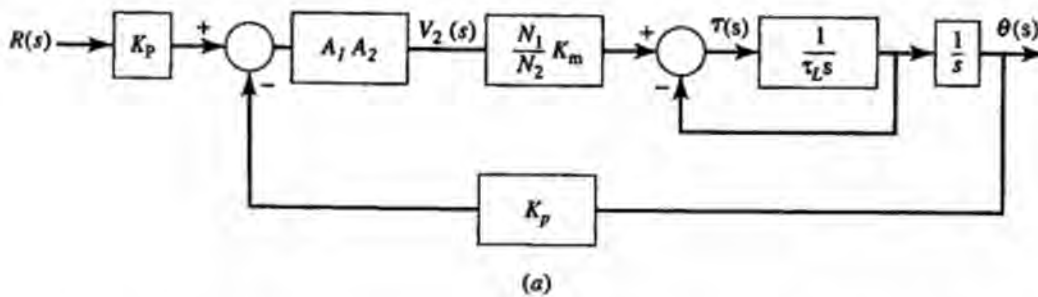 R(s)
K_P
+
−
A_1 A_2
V_2 (s)
N_1
N_2
K_m
+
−
τ(s)
1
τ_L s
1
s
θ(s)
K_p
(a)